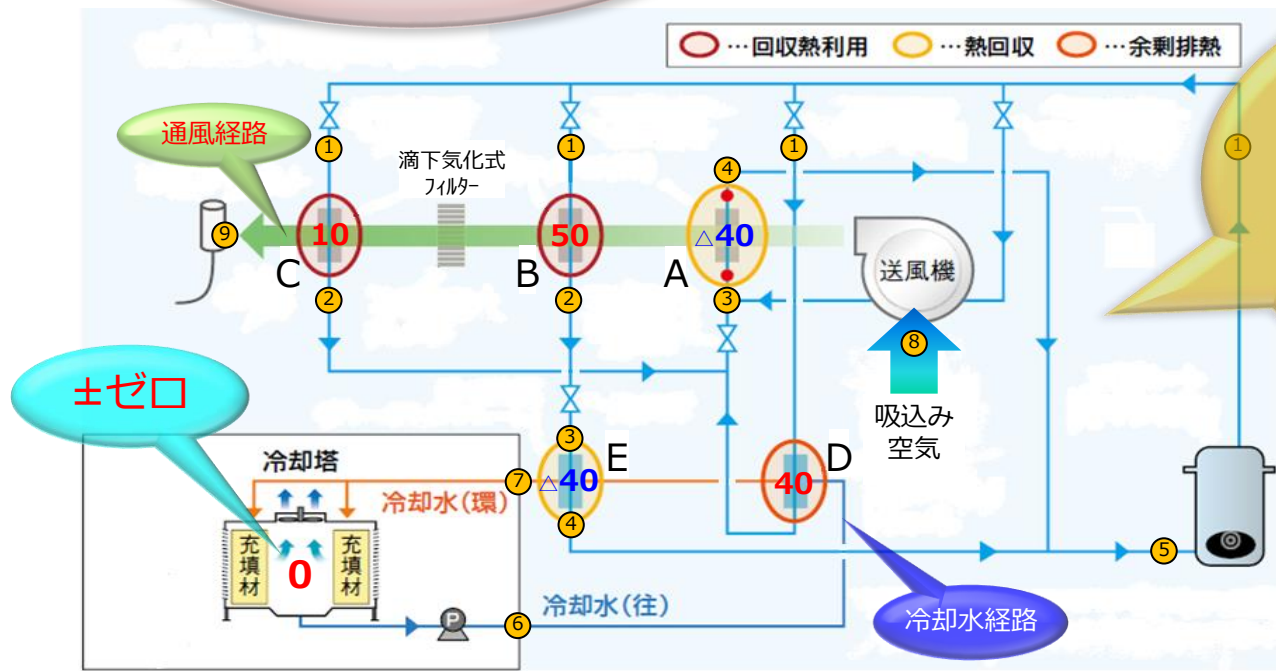 …回収熱利用 …熱回収 …余剰排熱
通風経路
① ① ① ①
滴下気化式
フィルター
④
⑨ 10 50 △40 送風機
C B A
② ② ③
⑧
±ゼロ
吸込み
空気
③ E D
冷却塔
⑦ △40 40
冷却水(環)
④ ⑤
充填材 0 充填材
P ⑥ 冷却水(往)
冷却水経路